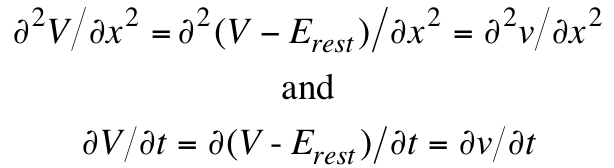 ∂²V/∂x² = ∂²(V − E_rest)/∂x² = ∂²v/∂x²
and
∂V/∂t = ∂(V - E_rest)/∂t = ∂v/∂t